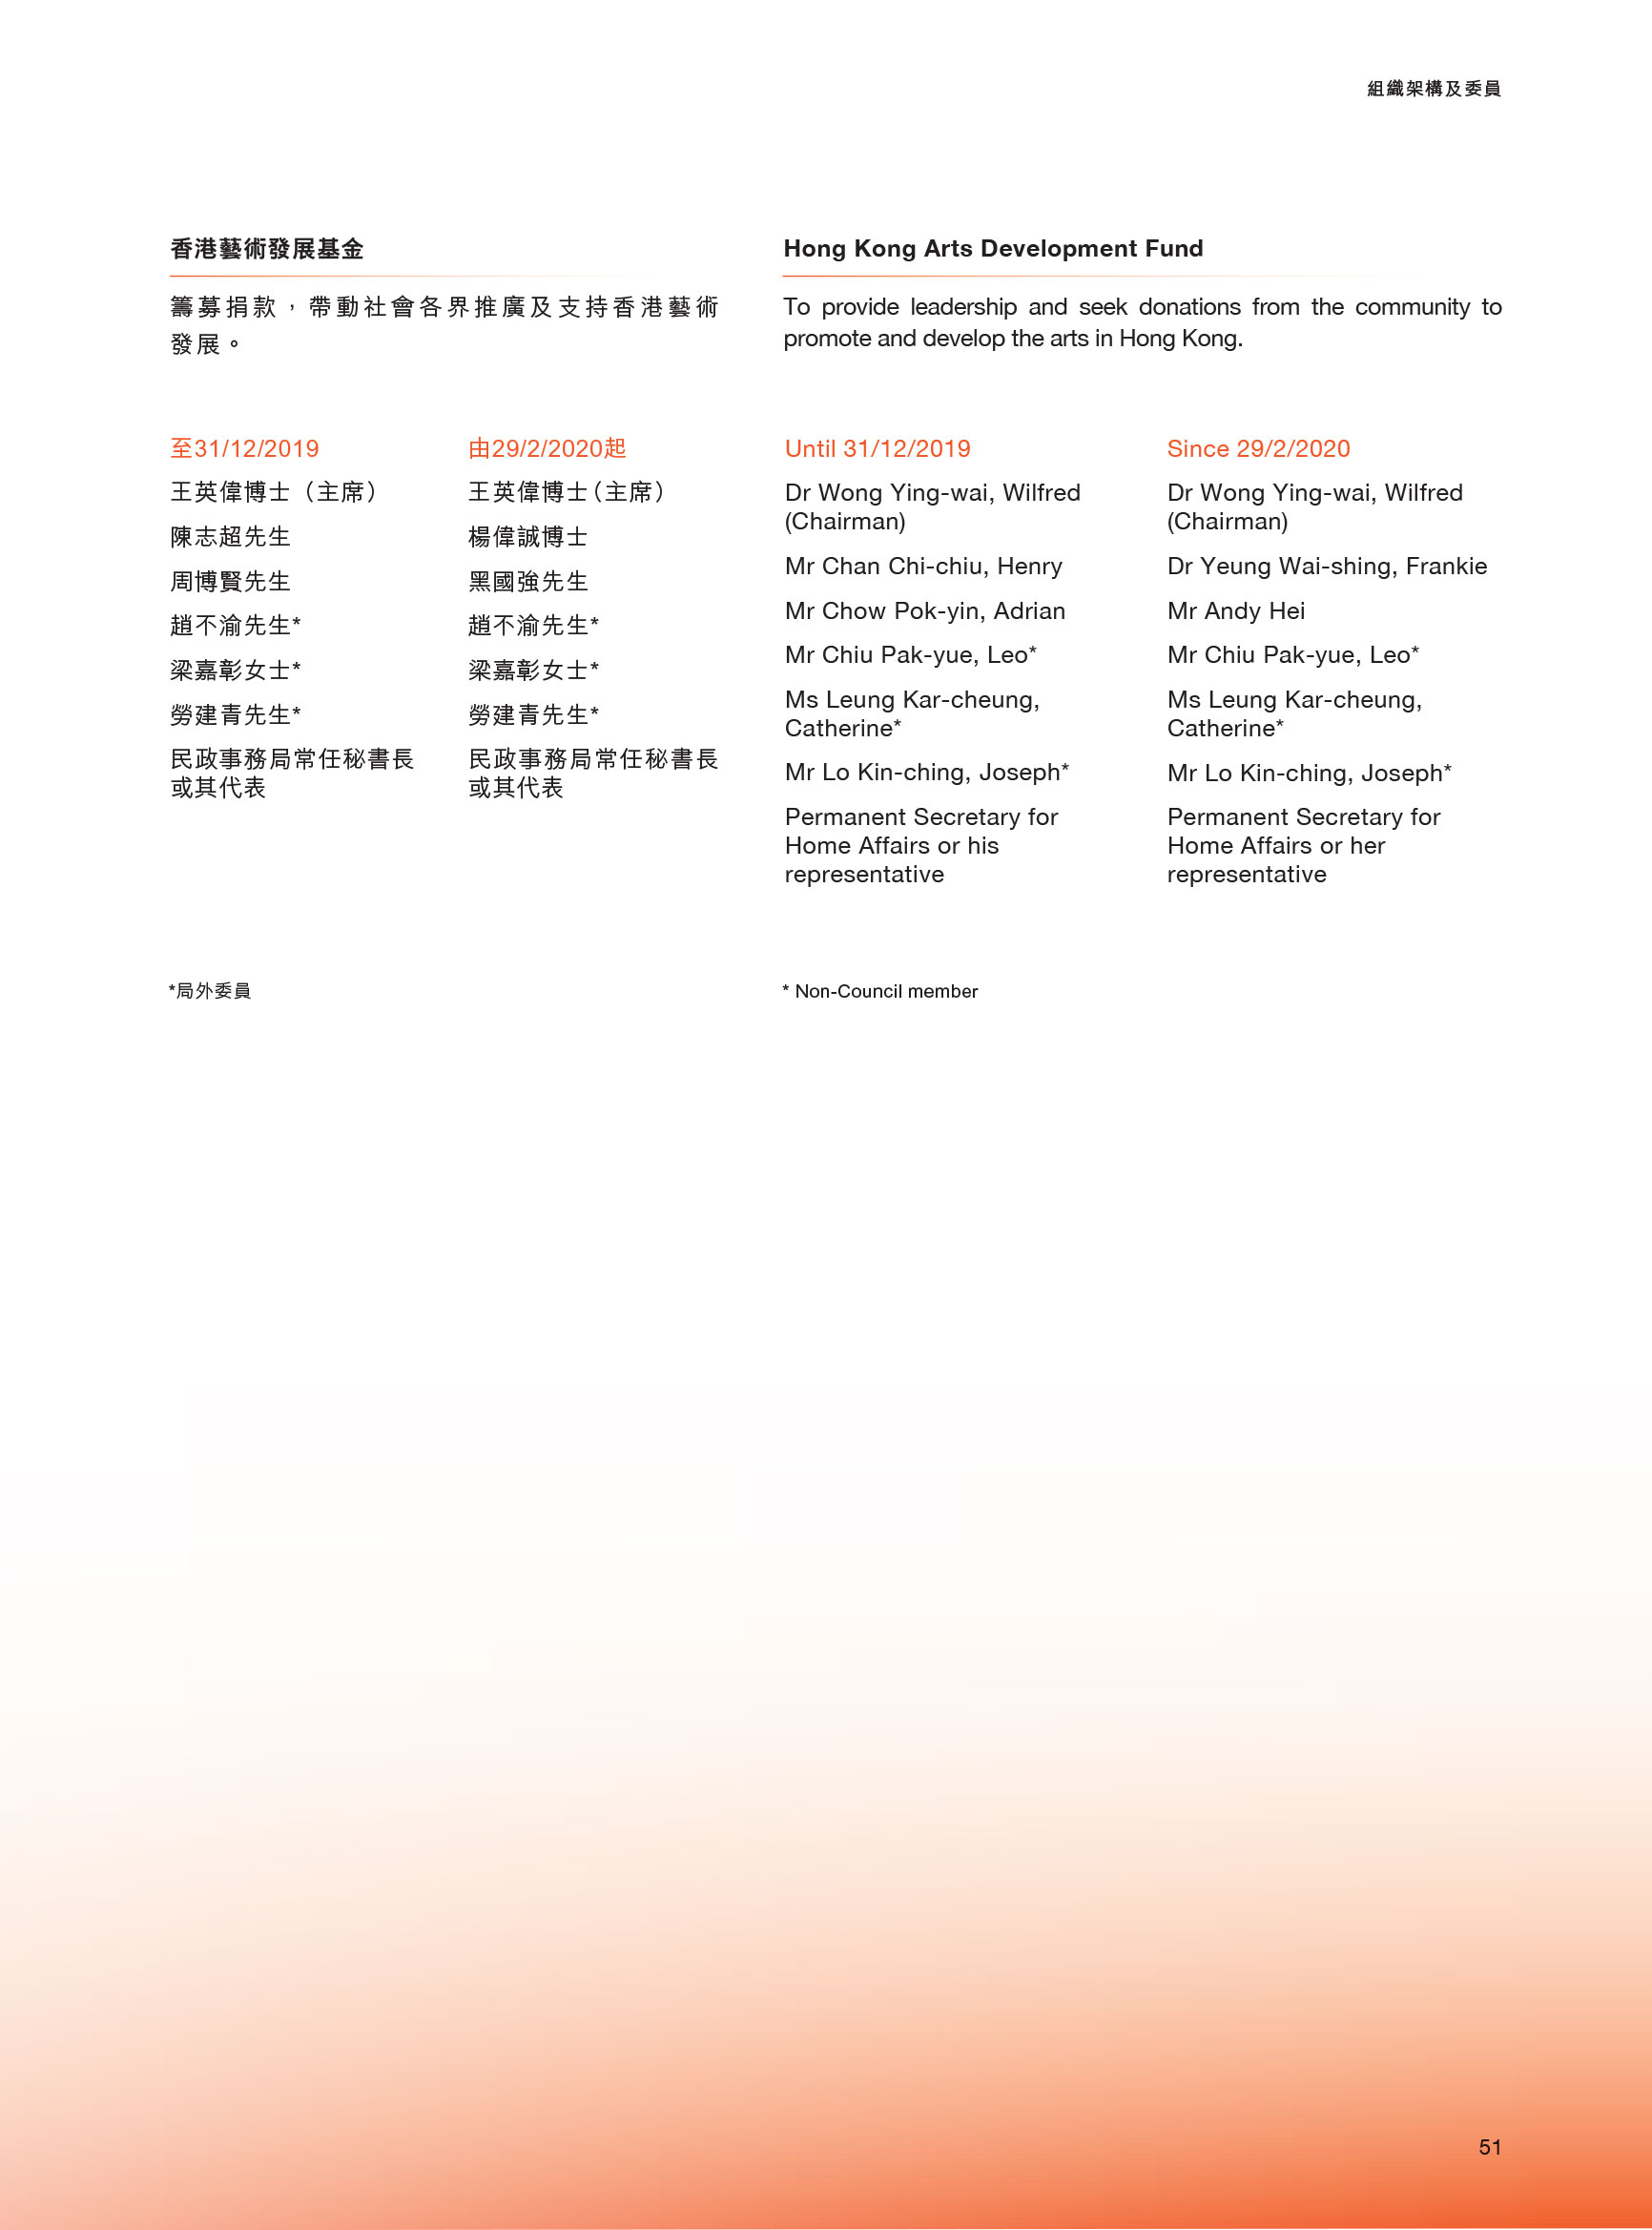 組織架構及委員
香港藝術發展基金
籌募捐款，帶動社會各界推廣及支持香港藝術
發展。
至31/12/2019
王英偉博士（主席）
陳志超先生
周博賢先生
趙不渝先生*
梁嘉彰女士*
勞建青先生*
民政事務局常任秘書長
或其代表
由29/2/2020起
王英偉博士（主席）
楊偉誠博士
黑國強先生
趙不渝先生*
梁嘉彰女士*
勞建青先生*
民政事務局常任秘書長
或其代表
*局外委員
Hong Kong Arts Development Fund
To provide leadership and seek donations from the community to
promote and develop the arts in Hong Kong.
Until 31/12/2019
Dr Wong Ying-wai, Wilfred
(Chairman)
Mr Chan Chi-chiu, Henry
Mr Chow Pok-yin, Adrian
Mr Chiu Pak-yue, Leo*
Ms Leung Kar-cheung,
Catherine*
Mr Lo Kin-ching, Joseph*
Permanent Secretary for
Home Affairs or his
representative
Since 29/2/2020
Dr Wong Ying-wai, Wilfred
(Chairman)
Dr Yeung Wai-shing, Frankie
Mr Andy Hei
Mr Chiu Pak-yue, Leo*
Ms Leung Kar-cheung,
Catherine*
Mr Lo Kin-ching, Joseph*
Permanent Secretary for
Home Affairs or her
representative
* Non-Council member
51